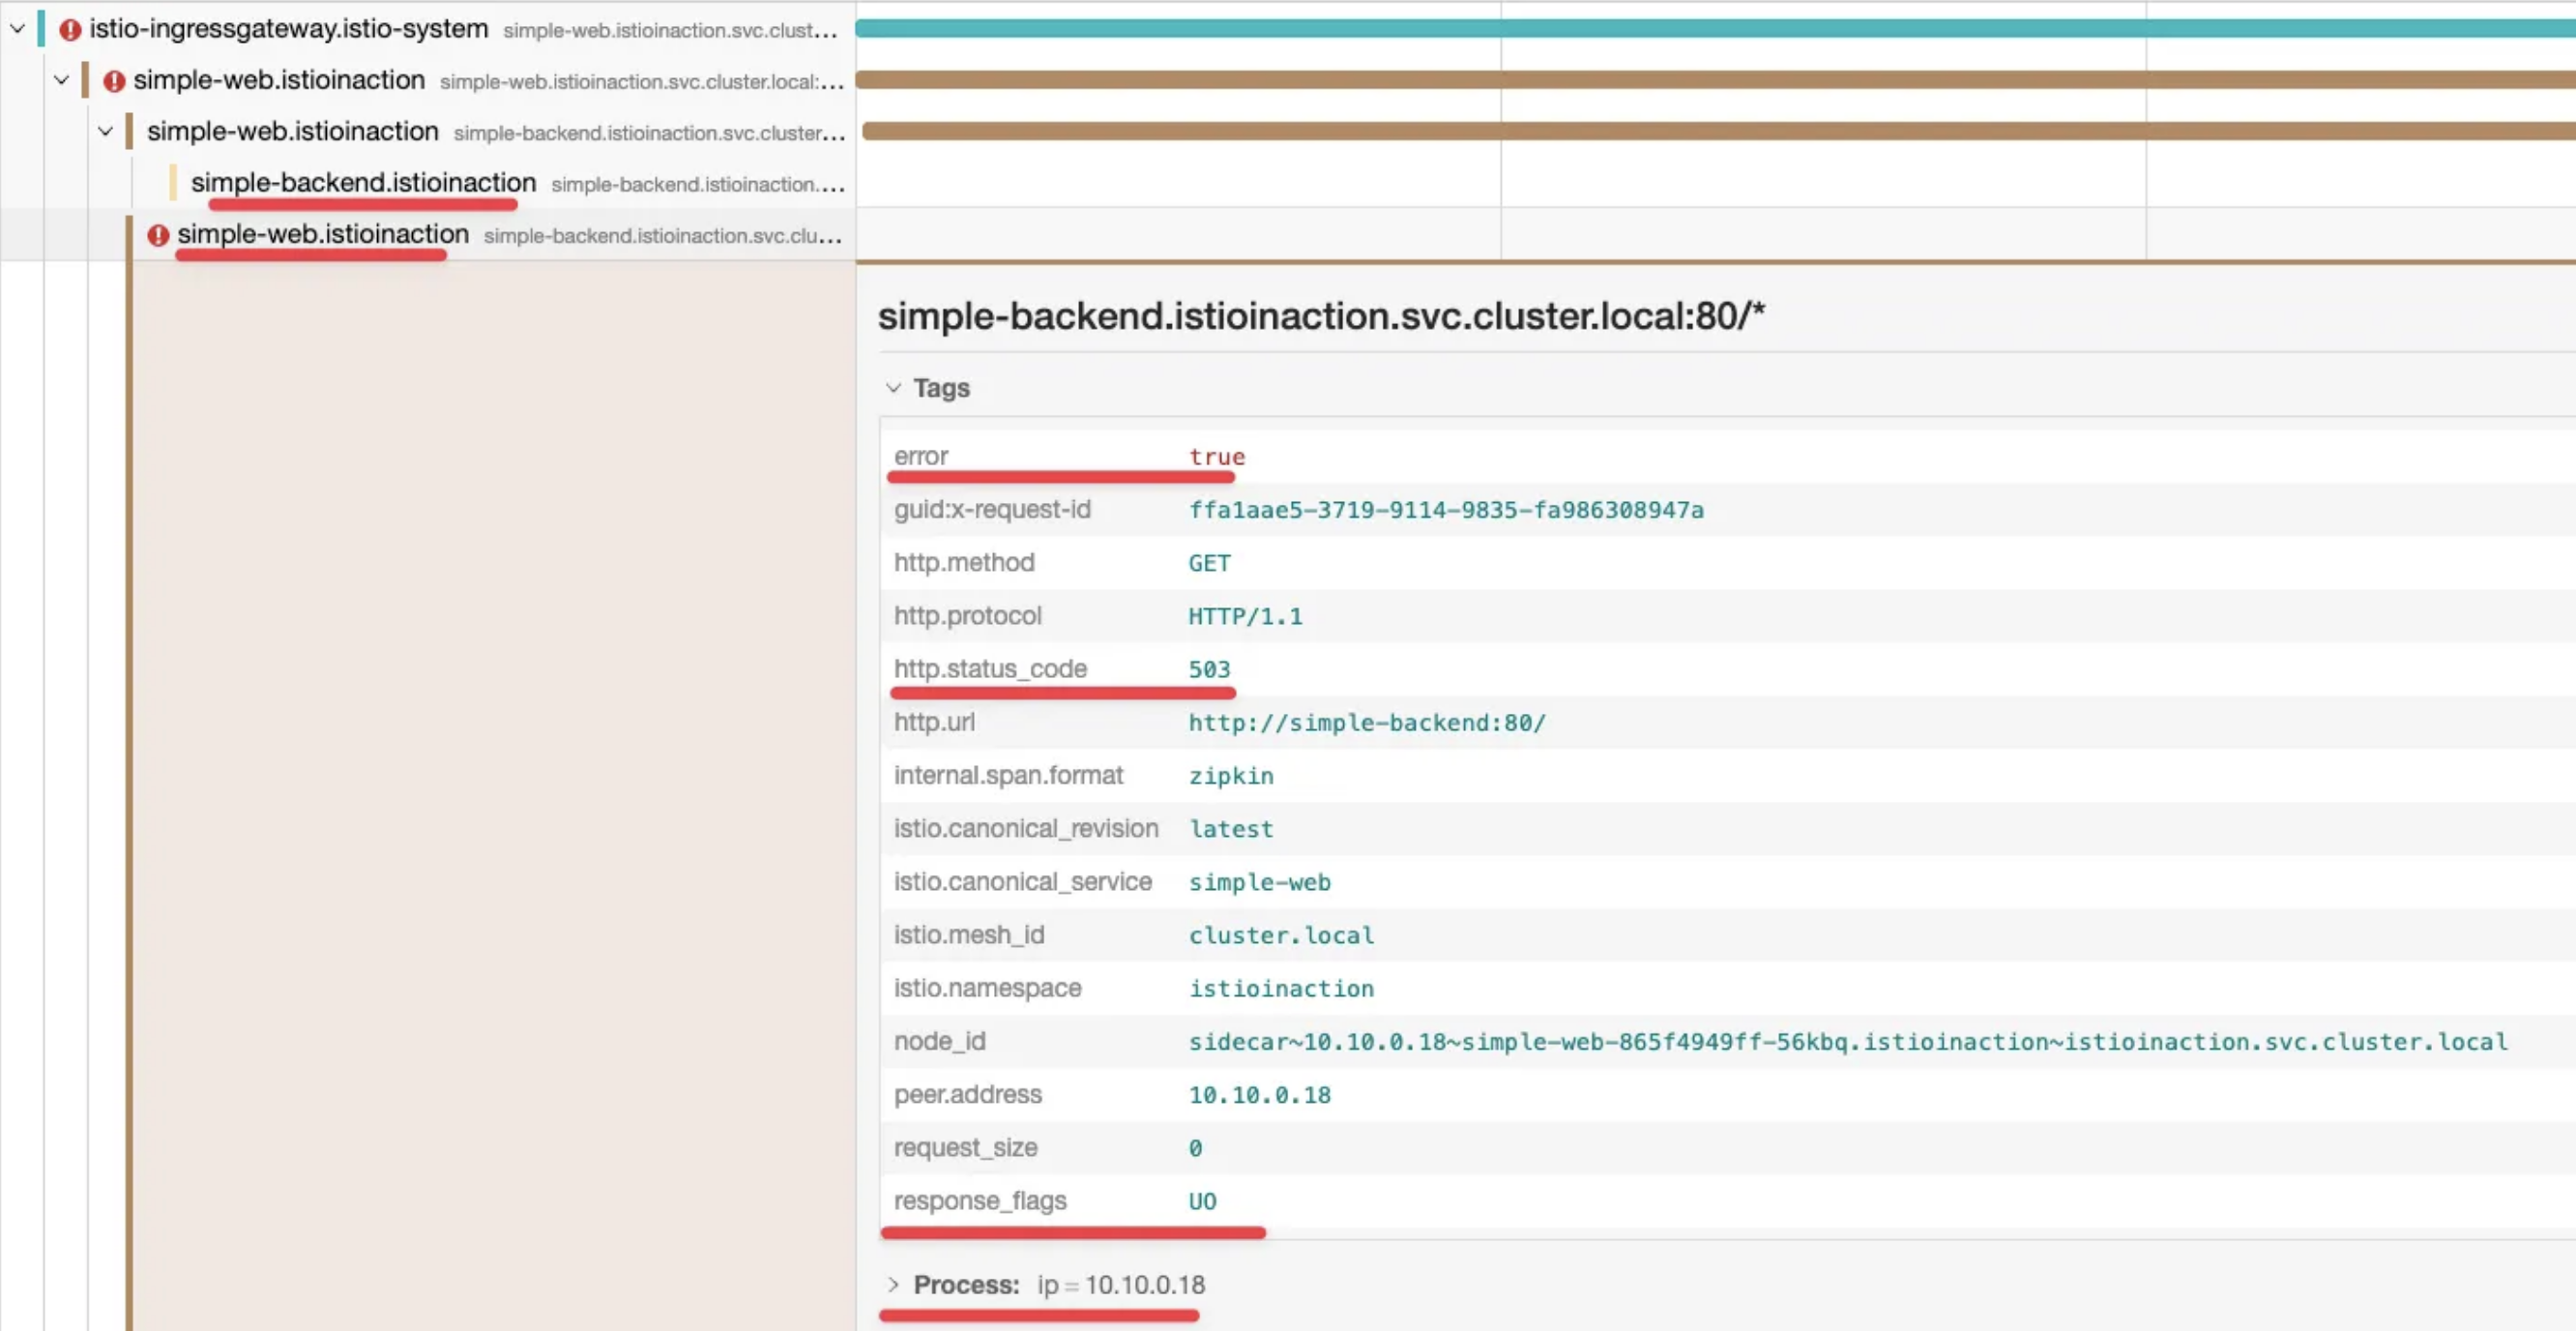 istio-ingressgateway.istio-system simple-web.istioinaction.svc.clust...
simple-web.istioinaction simple-web.istioinaction.svc.cluster.local:...
simple-web.istioinaction simple-backend.istioinaction.svc.cluster...
simple-backend.istioinaction simple-backend.istioinaction....
simple-web.istioinaction simple-backend.istioinaction.svc.clu...
simple-backend.istioinaction.svc.cluster.local:80/*
Tags
error true
guid:x-request-id ffa1aae5-3719-9114-9835-fa986308947a
http.method GET
http.protocol HTTP/1.1
http.status_code 503
http.url http://simple-backend:80/
internal.span.format zipkin
istio.canonical_revision latest
istio.canonical_service simple-web
istio.mesh_id cluster.local
istio.namespace istioinaction
node_id sidecar~10.10.0.18~simple-web-865f4949ff-56kbq.istioinaction~istioinaction.svc.cluster.local
peer.address 10.10.0.18
request_size 0
response_flags UO
Process: ip = 10.10.0.18